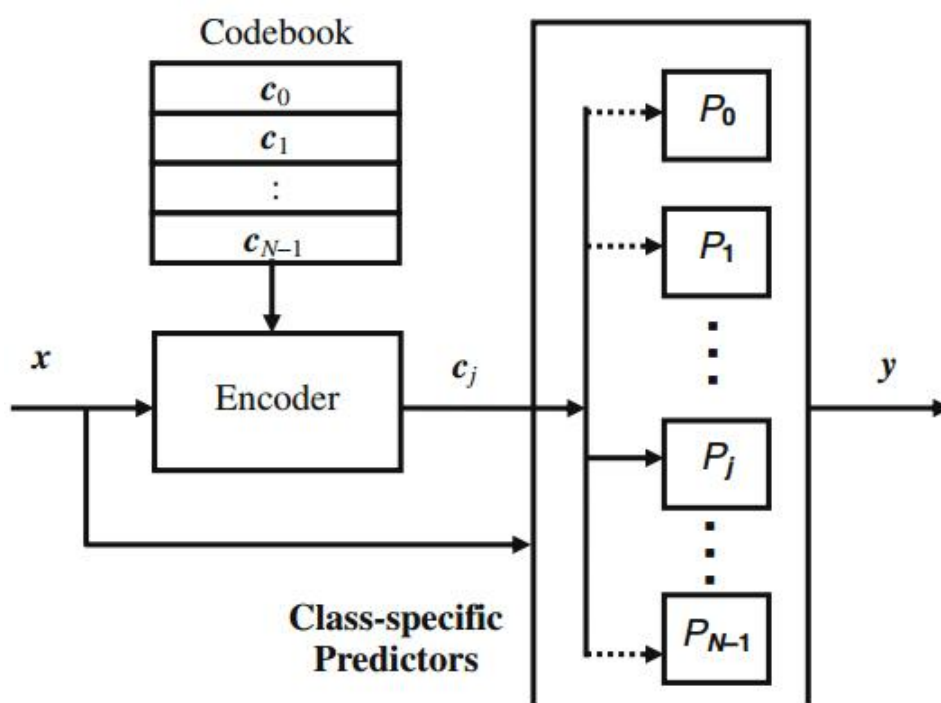 Codebook
c0
c1
:
cN–1
x
Encoder
cj
P0
P1
Pj
PN–1
y
Class-specific
Predictors